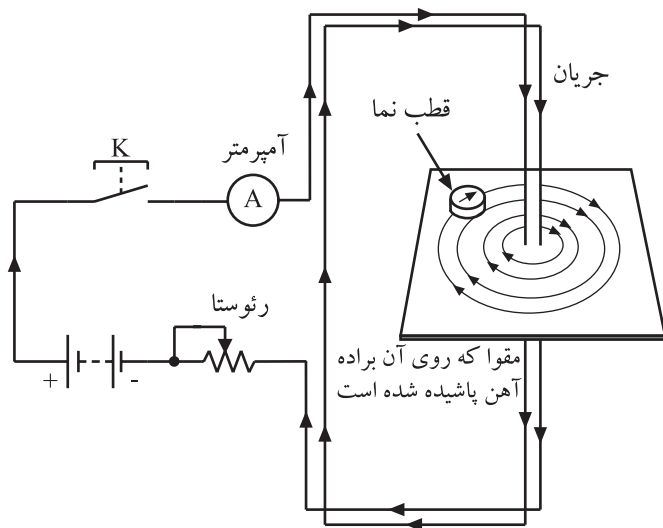 جریان
قطب نما
آمپرمتر
K
A
رئوستا
+
-
مقوا که روی آن براده
آهن پاشیده شده است